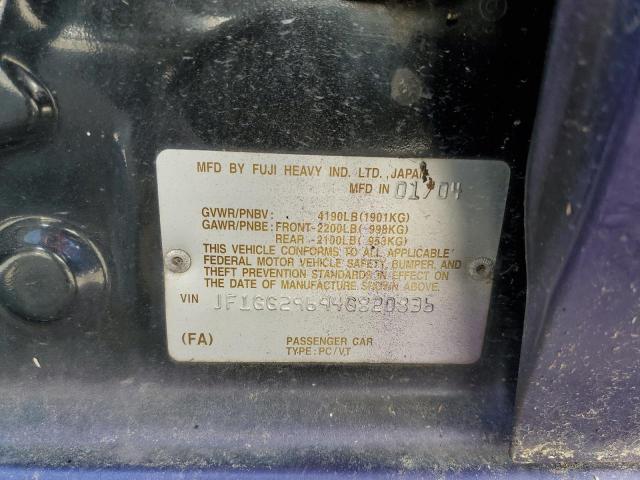 MFD BY FUJI HEAVY IND. LTD., JAPAN
MFD IN 01/04
GVWR/PNBV: 4190LB(1901KG)
GAWR/PNBE: FRONT-2200LB( 998KG)
REAR -2100LB( 953KG)
THIS VEHICLE CONFORMS TO ALL APPLICABLE
FEDERAL MOTOR VEHICLE SAFETY, BUMPER, AND
THEFT PREVENTION STANDARDS IN EFFECT ON
THE DATE OF MANUFACTURE SHOWN ABOVE.
VIN JF1GG29694G820836
(FA) PASSENGER CAR
TYPE: PC/V,T